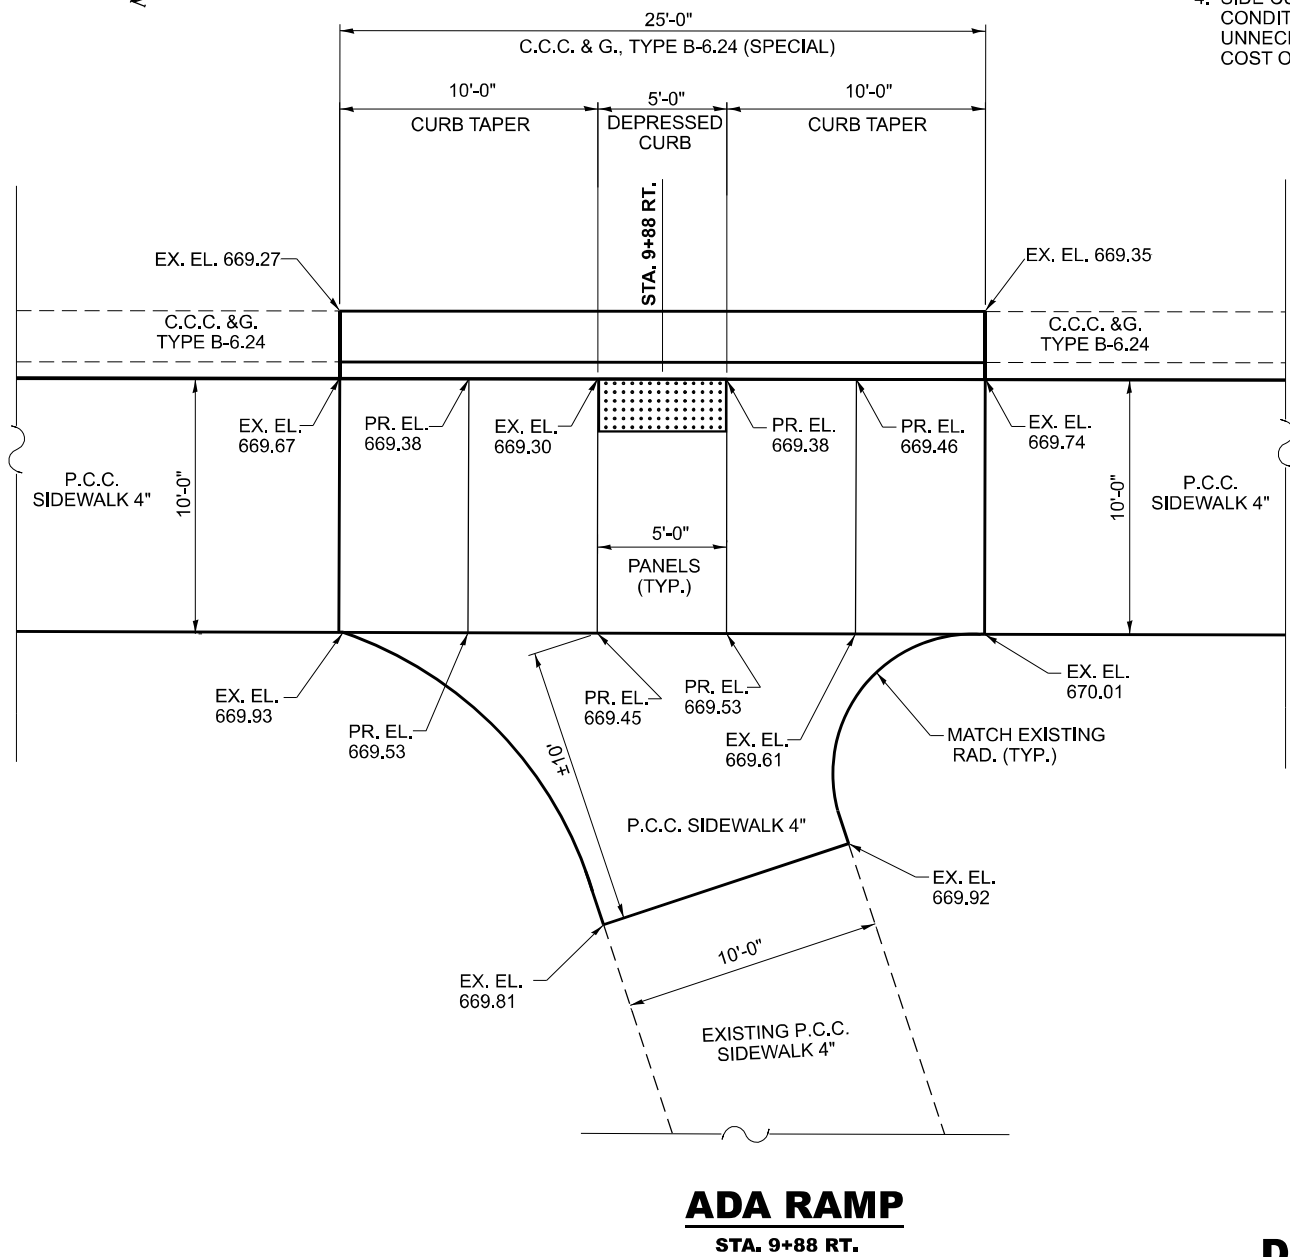 4. SIDE CU
CONDIT
UNNECE
COST O
25'-0"
C.C.C. & G., TYPE B-6.24 (SPECIAL)
10'-0"
CURB TAPER
5'-0"
DEPRESSED
CURB
10'-0"
CURB TAPER
STA. 9+88 RT.
EX. EL. 669.27
EX. EL. 669.35
C.C.C. &G.
TYPE B-6.24
C.C.C. &G.
TYPE B-6.24
EX. EL.
669.67
PR. EL.
669.38
EX. EL.
669.30
PR. EL.
669.38
PR. EL.
669.46
EX. EL.
669.74
P.C.C.
SIDEWALK 4"
10'-0"
5'-0"
PANELS
(TYP.)
10'-0"
P.C.C.
SIDEWALK 4"
EX. EL.
669.93
PR. EL.
669.53
PR. EL.
669.45
PR. EL.
669.53
EX. EL.
669.61
EX. EL.
670.01
MATCH EXISTING
RAD. (TYP.)
±10'
P.C.C. SIDEWALK 4"
EX. EL.
669.92
EX. EL.
669.81
10'-0"
EXISTING P.C.C.
SIDEWALK 4"
ADA RAMP
STA. 9+88 RT.
D